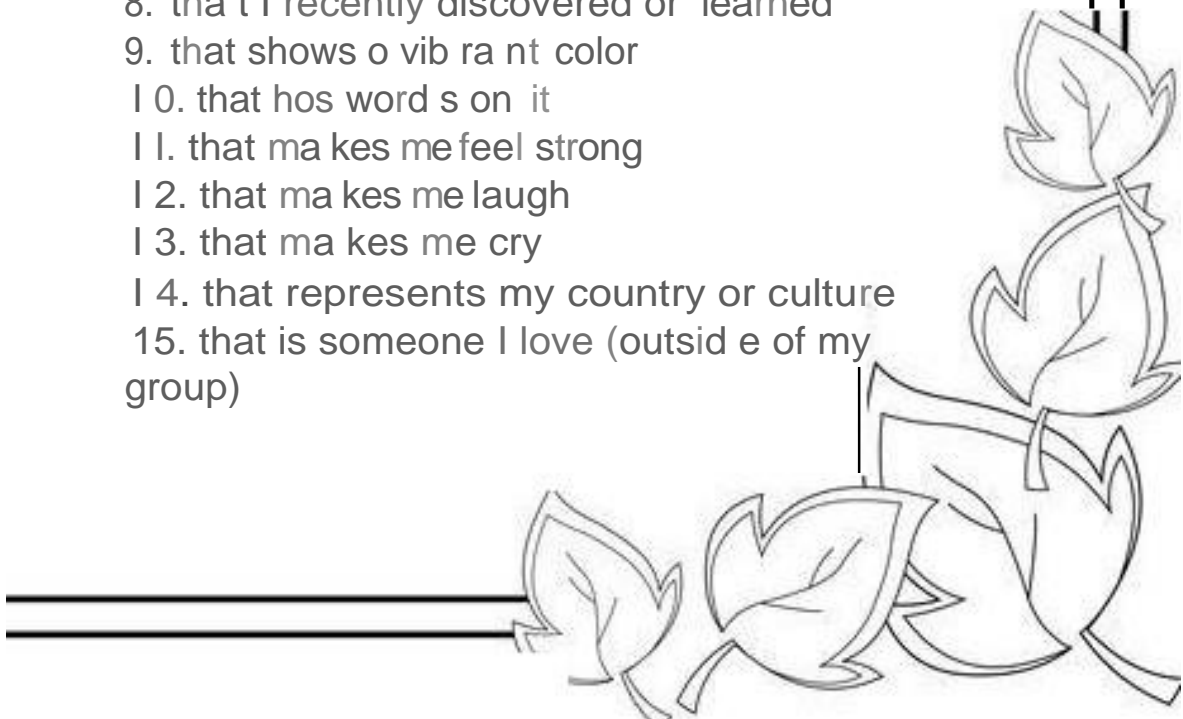 8. tha t I recently discovered or learned
9. that shows o vib ra nt color
l 0. that hos word s on it
l l. that ma kes me feel strong
l 2. that ma kes me laugh
l 3. that ma kes me cry
l 4. that represents my country or culture
15. that is someone I love (outsid e of my
group)